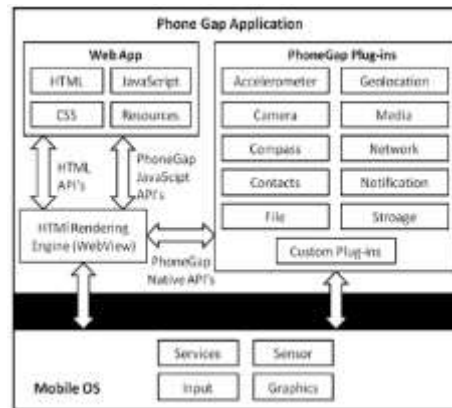 Phone Gap Application
Web App
HTML
JavaScript
CSS
Resources
HTML
API's
PhoneGap
JavaScipt
API's
HTMl Rendering
Engine (WebView)
PhoneGap
Native API's
PhoneGap Plug-ins
Accelerometer
Geolocation
Camera
Media
Compass
Network
Contacts
Notification
File
Stroage
Custom Plug-ins
Mobile OS
Services
Sensor
Input
Graphics